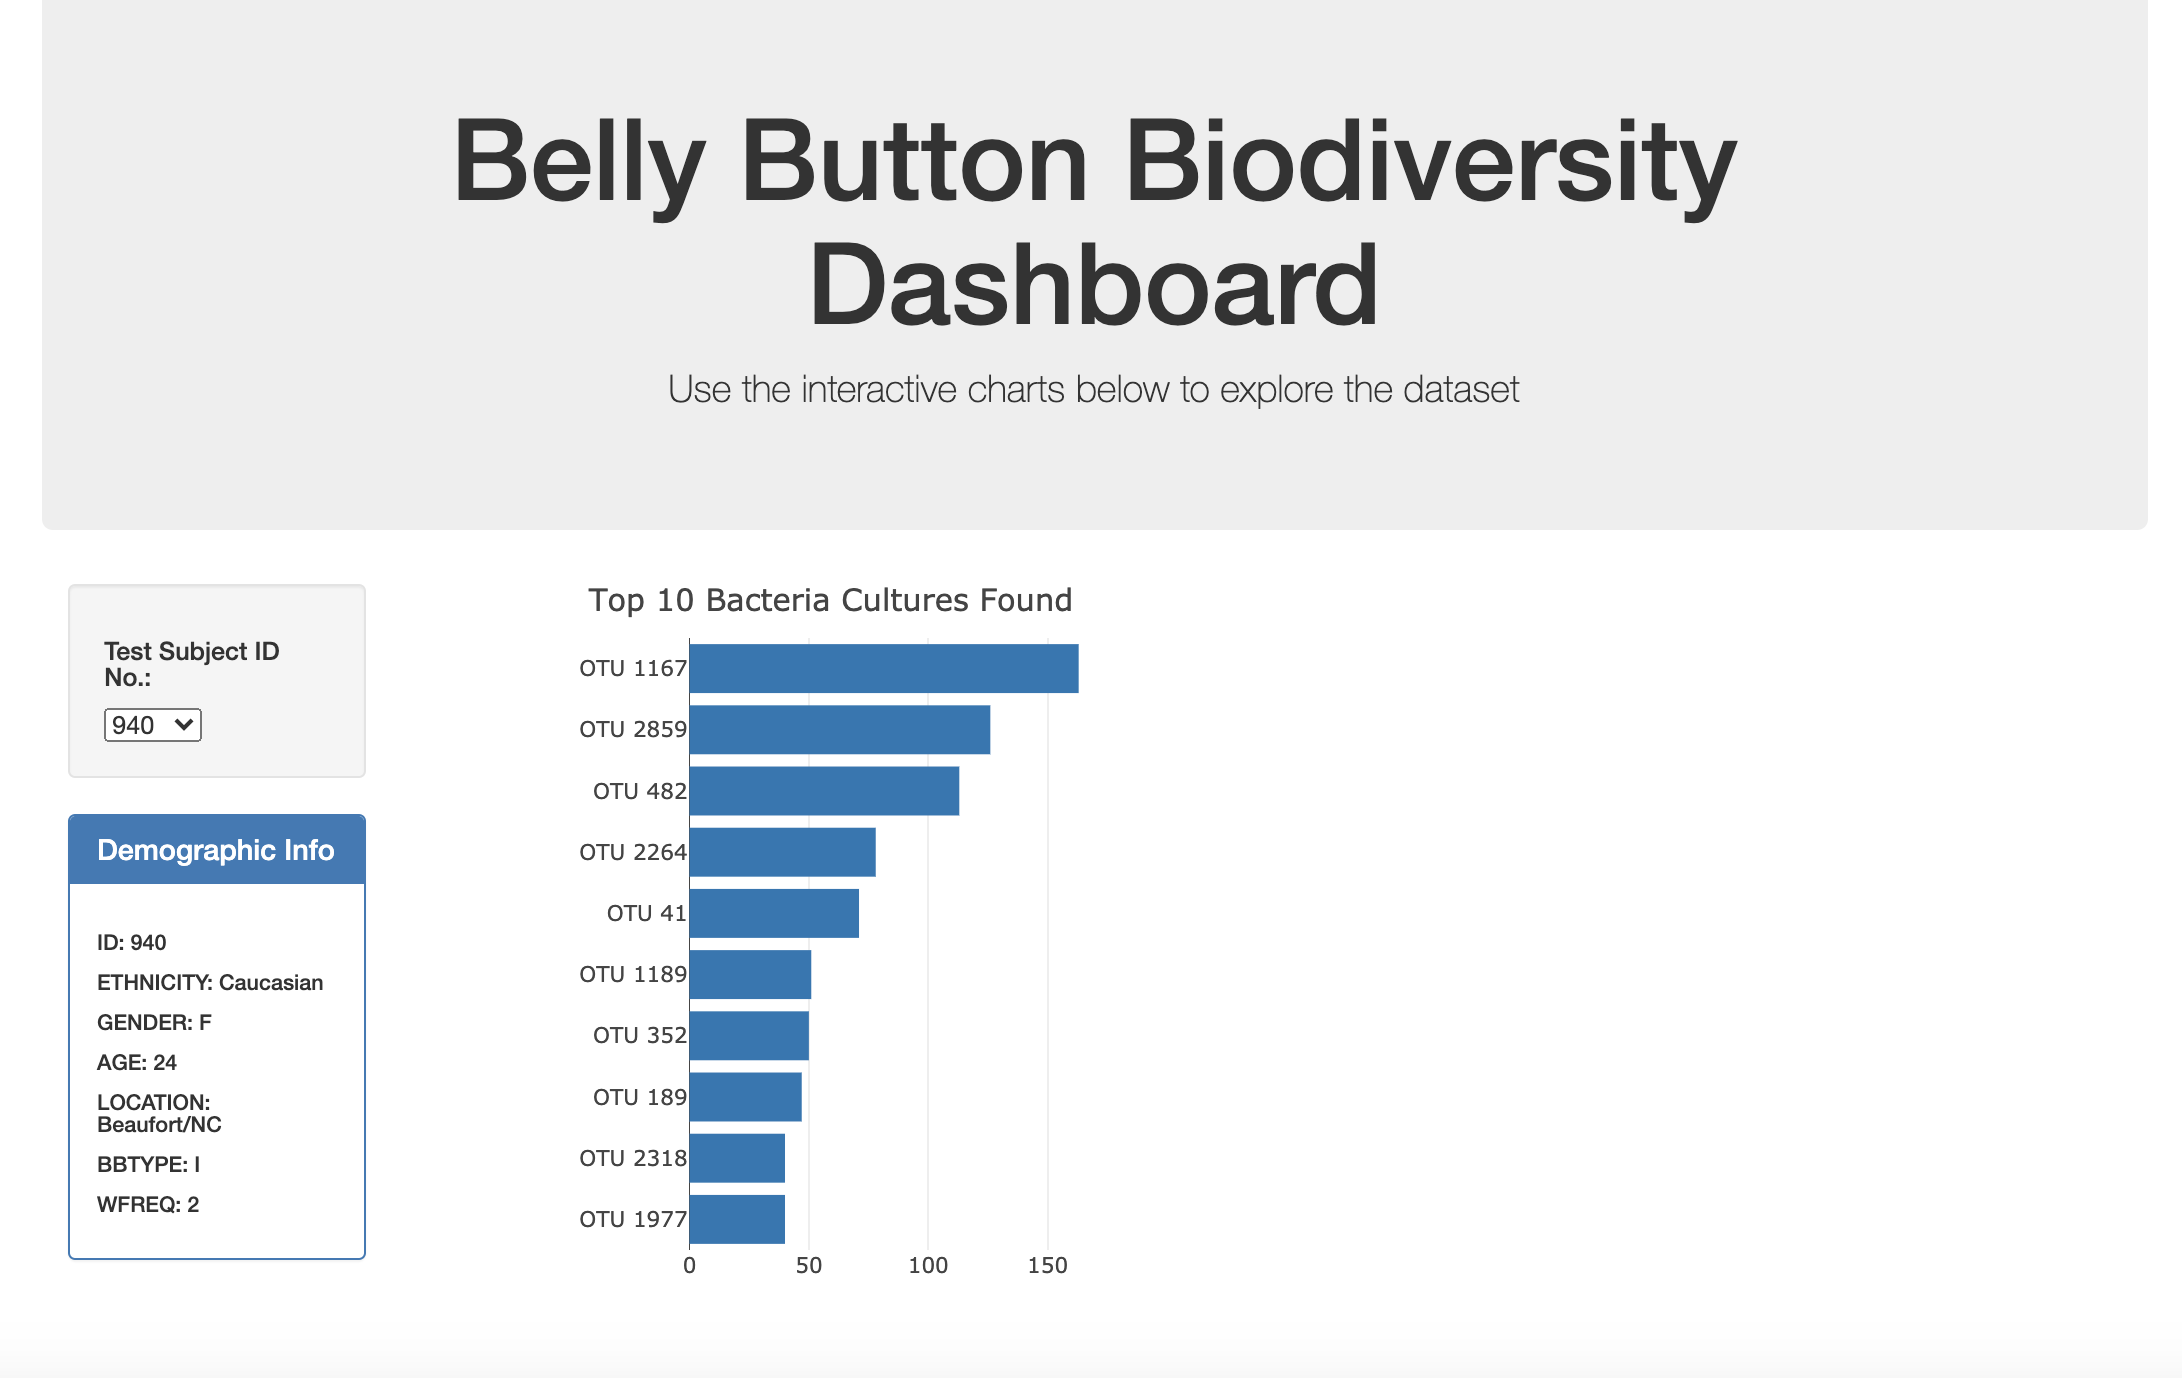 Belly Button Biodiversity
Dashboard
Use the interactive charts below to explore the dataset
Test Subject ID
No.:
940
Demographic Info
ID: 940
ETHNICITY: Caucasian
GENDER: F
AGE: 24
LOCATION:
Beaufort/NC
BBTYPE: I
WFREQ: 2
Top 10 Bacteria Cultures Found
OTU 1167
OTU 2859
OTU 482
OTU 2264
OTU 41
OTU 1189
OTU 352
OTU 189
OTU 2318
OTU 1977
0 50 100 150